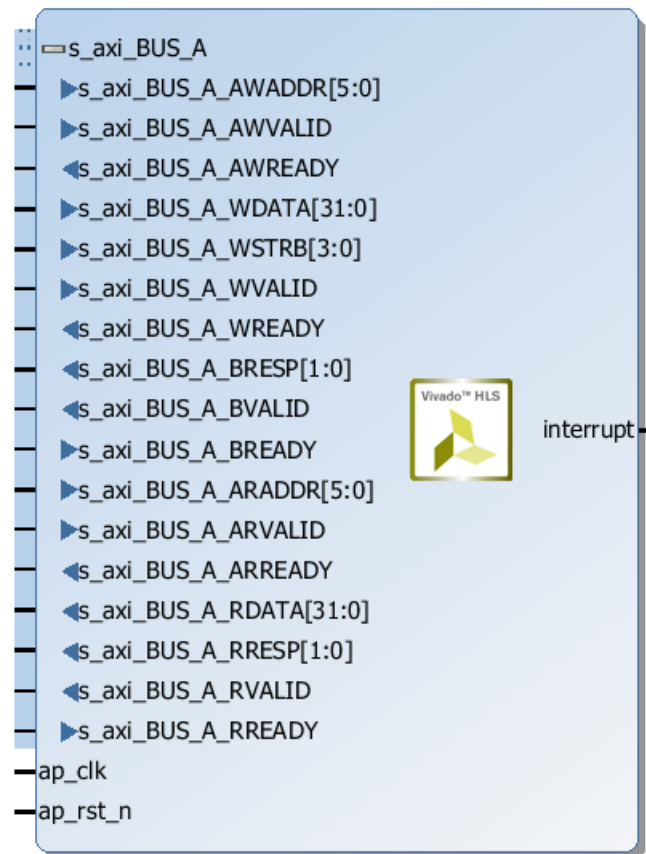 s_axi_BUS_A
s_axi_BUS_A_AWADDR[5:0]
s_axi_BUS_A_AWVALID
s_axi_BUS_A_AWREADY
s_axi_BUS_A_WDATA[31:0]
s_axi_BUS_A_WSTRB[3:0]
s_axi_BUS_A_WVALID
s_axi_BUS_A_WREADY
s_axi_BUS_A_BRESP[1:0]
s_axi_BUS_A_BVALID
s_axi_BUS_A_BREADY
s_axi_BUS_A_ARADDR[5:0]
s_axi_BUS_A_ARVALID
s_axi_BUS_A_ARREADY
s_axi_BUS_A_RDATA[31:0]
s_axi_BUS_A_RRESP[1:0]
s_axi_BUS_A_RVALID
s_axi_BUS_A_RREADY
ap_clk
ap_rst_n
Vivado™ HLS
interrupt